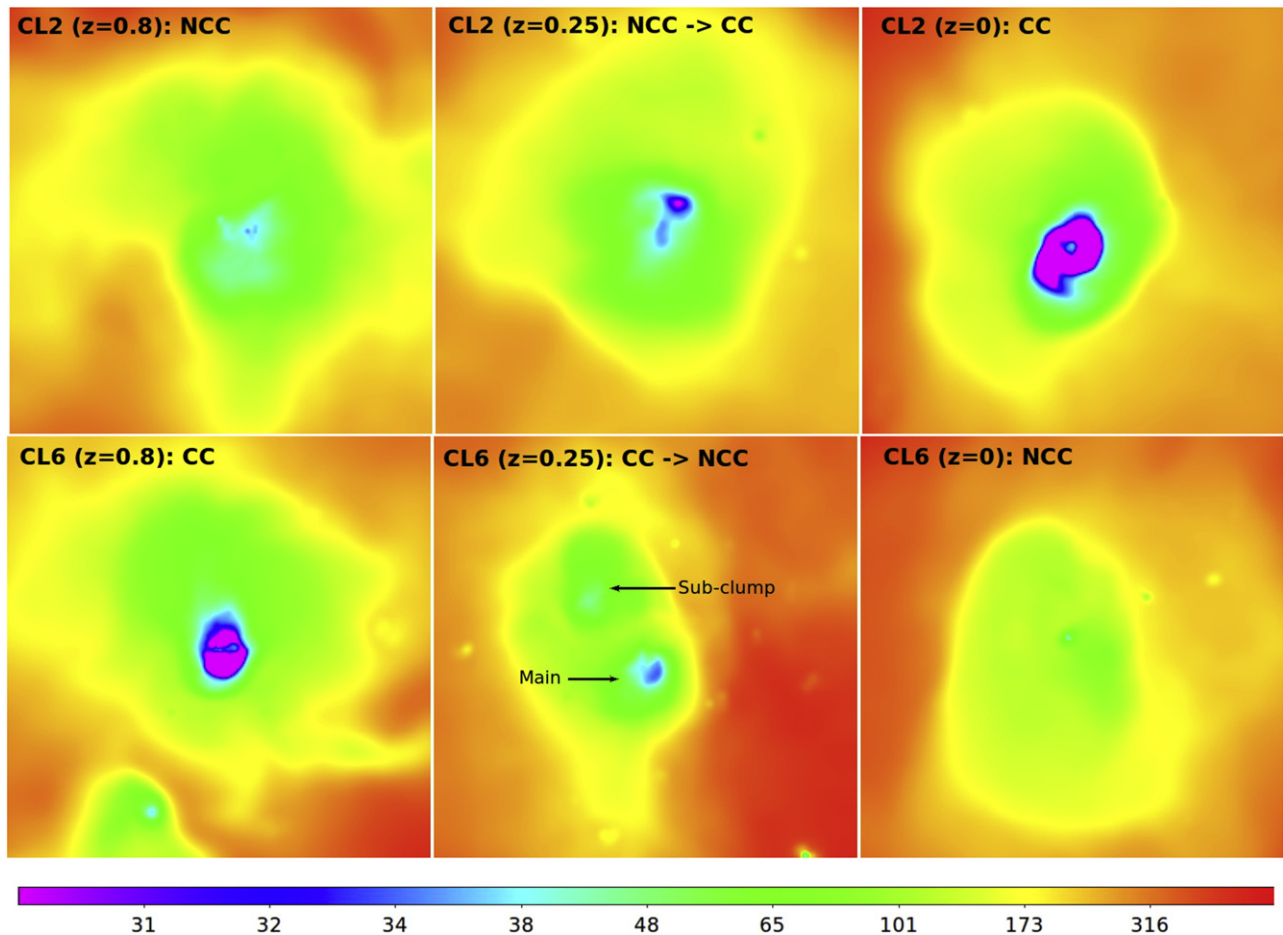 CL2 (z=0.8): NCC
CL2 (z=0.25): NCC -> CC
CL2 (z=0): CC
CL6 (z=0.8): CC
CL6 (z=0.25): CC -> NCC
CL6 (z=0): NCC
Sub-clump
Main
31 32 34 38 48 65 101 173 316